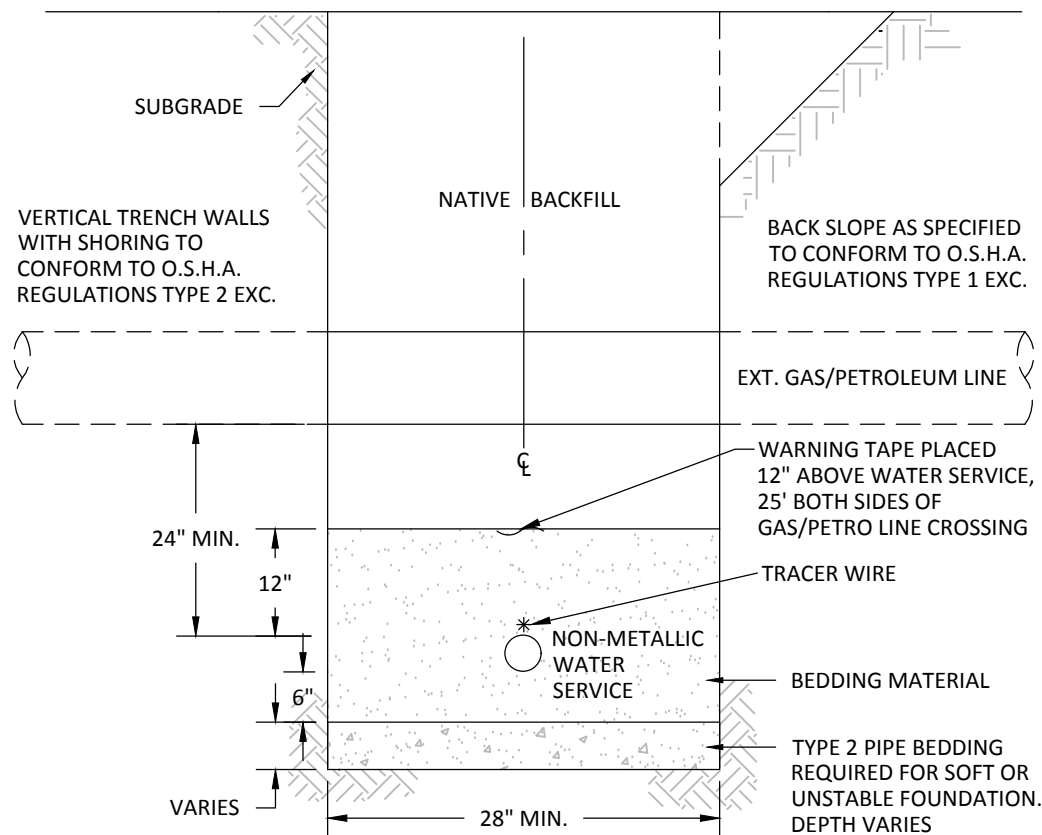 SUBGRADE
NATIVE BACKFILL
VERTICAL TRENCH WALLS
WITH SHORING TO
CONFORM TO O.S.H.A.
REGULATIONS TYPE 2 EXC.
BACK SLOPE AS SPECIFIED
TO CONFORM TO O.S.H.A.
REGULATIONS TYPE 1 EXC.
EXT. GAS/PETROLEUM LINE
℄
WARNING TAPE PLACED
12" ABOVE WATER SERVICE,
25' BOTH SIDES OF
GAS/PETRO LINE CROSSING
24" MIN.
12"
TRACER WIRE
NON-METALLIC
WATER
SERVICE
6"
BEDDING MATERIAL
TYPE 2 PIPE BEDDING
REQUIRED FOR SOFT OR
UNSTABLE FOUNDATION.
DEPTH VARIES
VARIES
28" MIN.